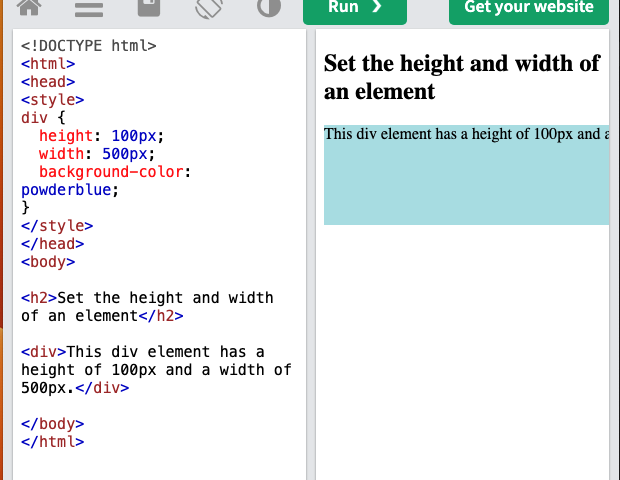 Run ❯
Get your website
<!DOCTYPE html>
<html>
<head>
<style>
div {
  height: 100px;
  width: 500px;
  background-color:
powderblue;
}
</style>
</head>
<body>

<h2>Set the height and width
of an element</h2>

<div>This div element has a
height of 100px and a width of
500px.</div>

</body>
</html>
Set the height and width of
an element
This div element has a height of 100px and a